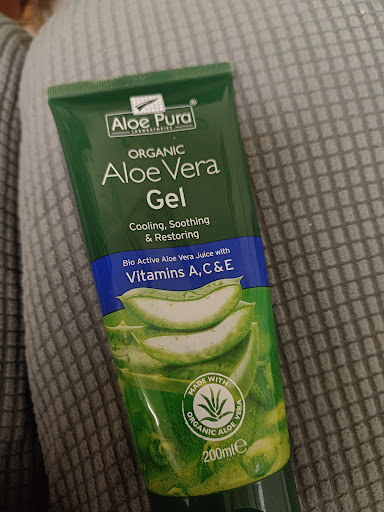 Aloe Pura®
LABORATORIES
ORGANIC
Aloe Vera
Gel
Cooling, Soothing
& Restoring
Bio Active Aloe Vera Juice with
Vitamins A, C & E
MADE WITH
ORGANIC ALOE VERA
200ml℮